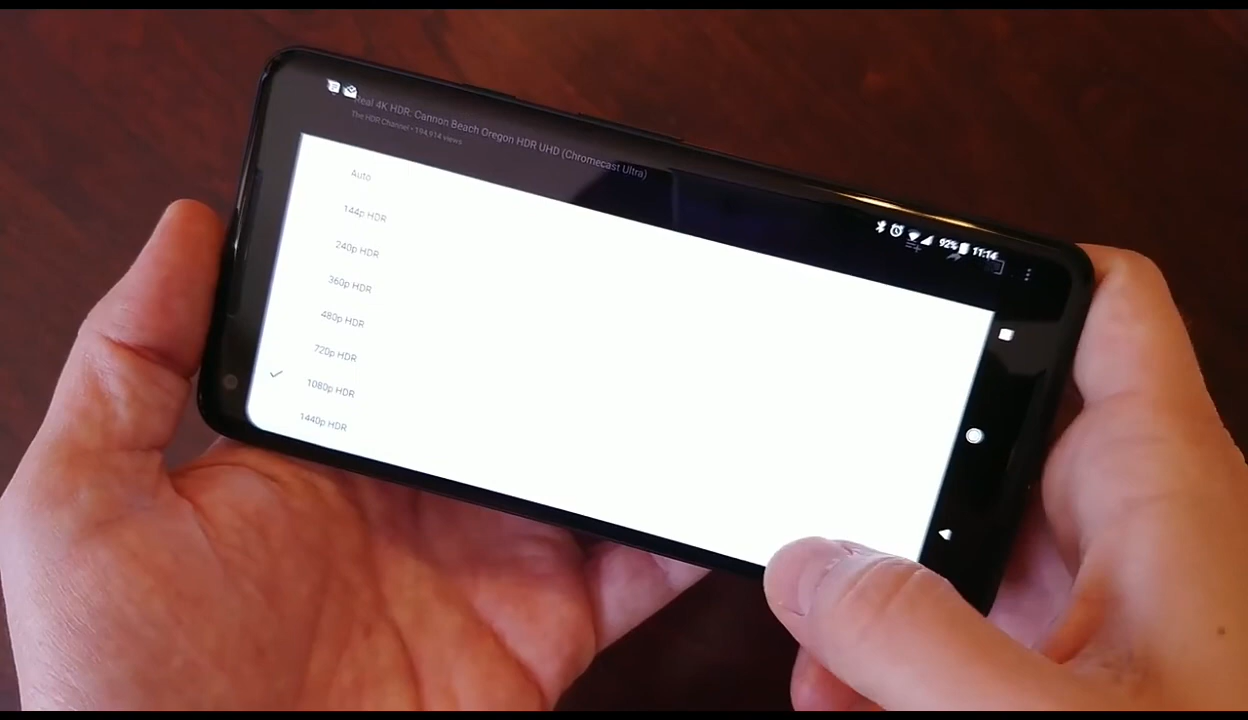 Real 4K HDR: Cannon Beach Oregon HDR UHD (Chromecast Ultra)
The HDR Channel • 194,914 views
92% 11:14
Auto
144p HDR
240p HDR
360p HDR
480p HDR
720p HDR
1080p HDR
1440p HDR